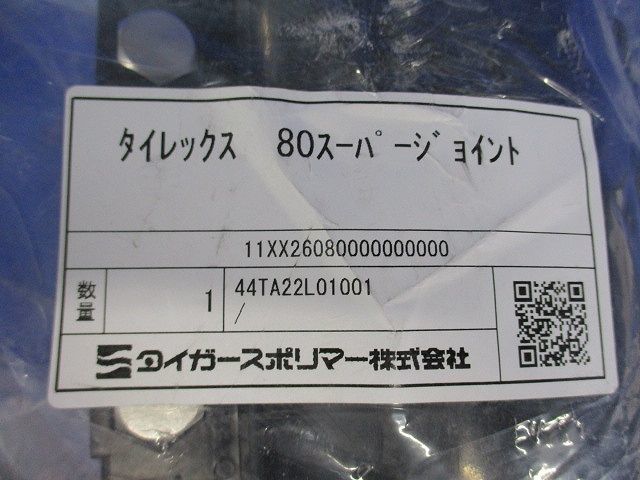 タイレックス 80スーパージョイント
11XX26080000000000
数量 1 44TA22L01001
/
タイガースポリマー株式会社